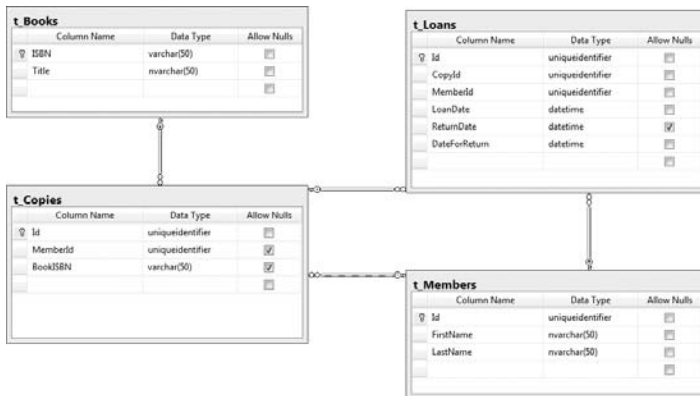 t_Books
Column Name Data Type Allow Nulls
ISBN varchar(50)
Title nvarchar(50)
t_Loans
Column Name Data Type Allow Nulls
Id uniqueidentifier
CopyId uniqueidentifier
MemberId uniqueidentifier
LoanDate datetime
ReturnDate datetime
DateForReturn datetime
t_Copies
Column Name Data Type Allow Nulls
Id uniqueidentifier
MemberId uniqueidentifier
BookISBN varchar(50)
t_Members
Column Name Data Type Allow Nulls
Id uniqueidentifier
FirstName nvarchar(50)
LastName nvarchar(50)